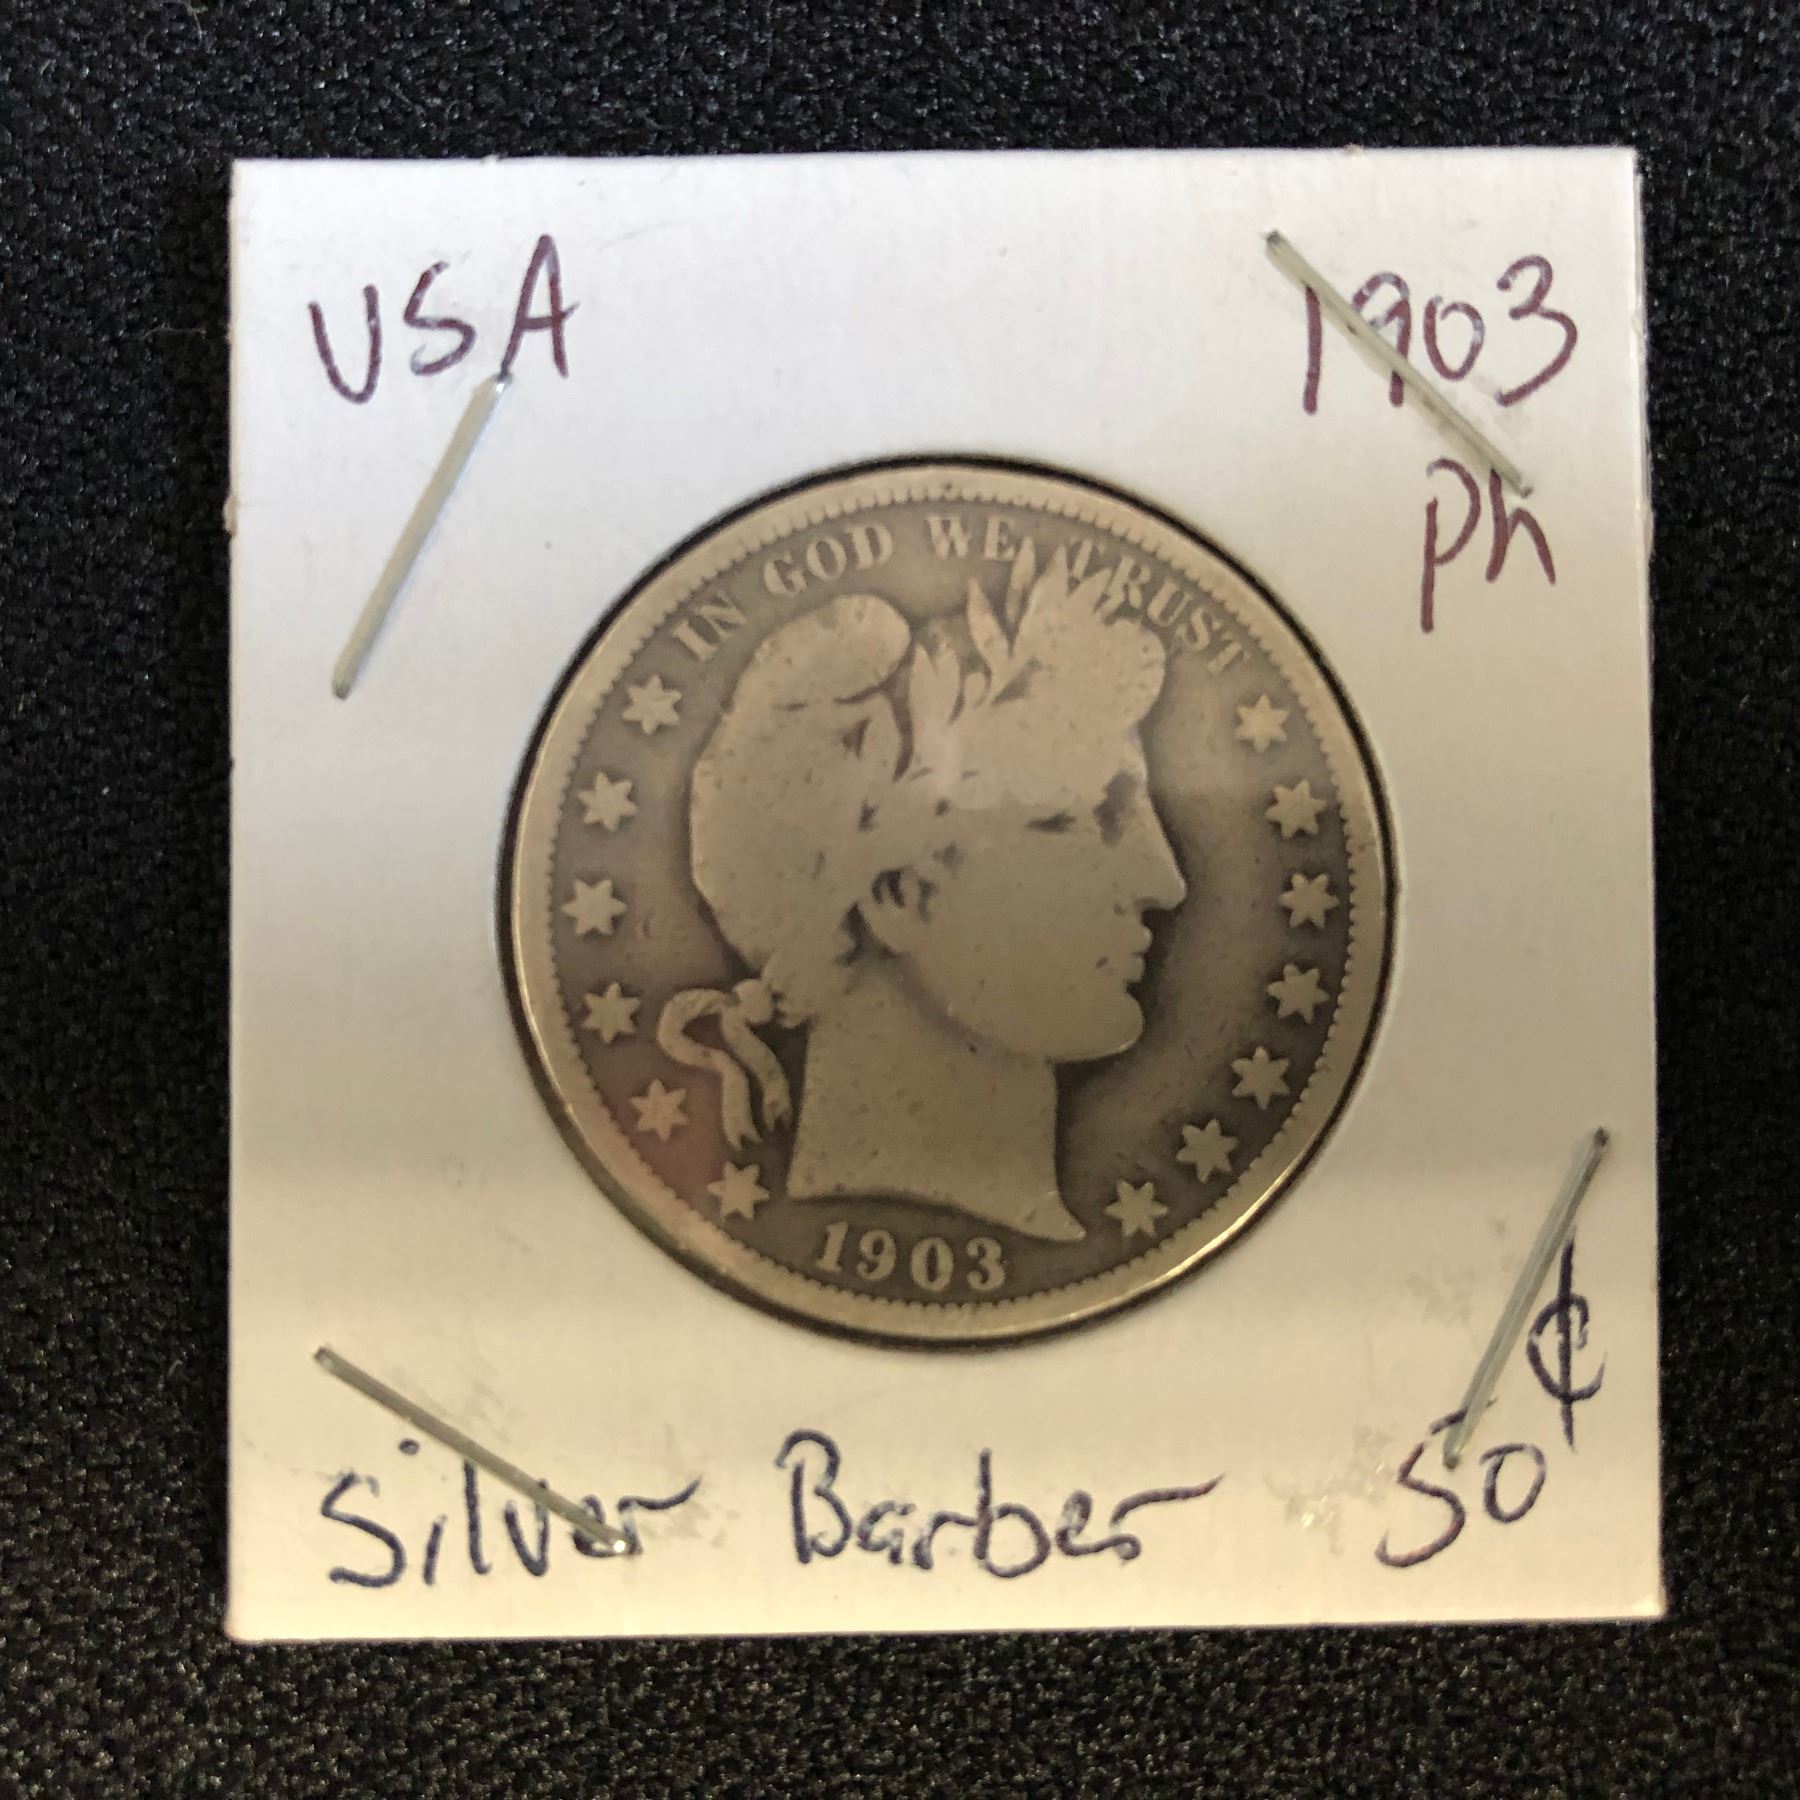 USA
1903
ph
IN GOD WE TRUST
1903
Silver Barber 50¢